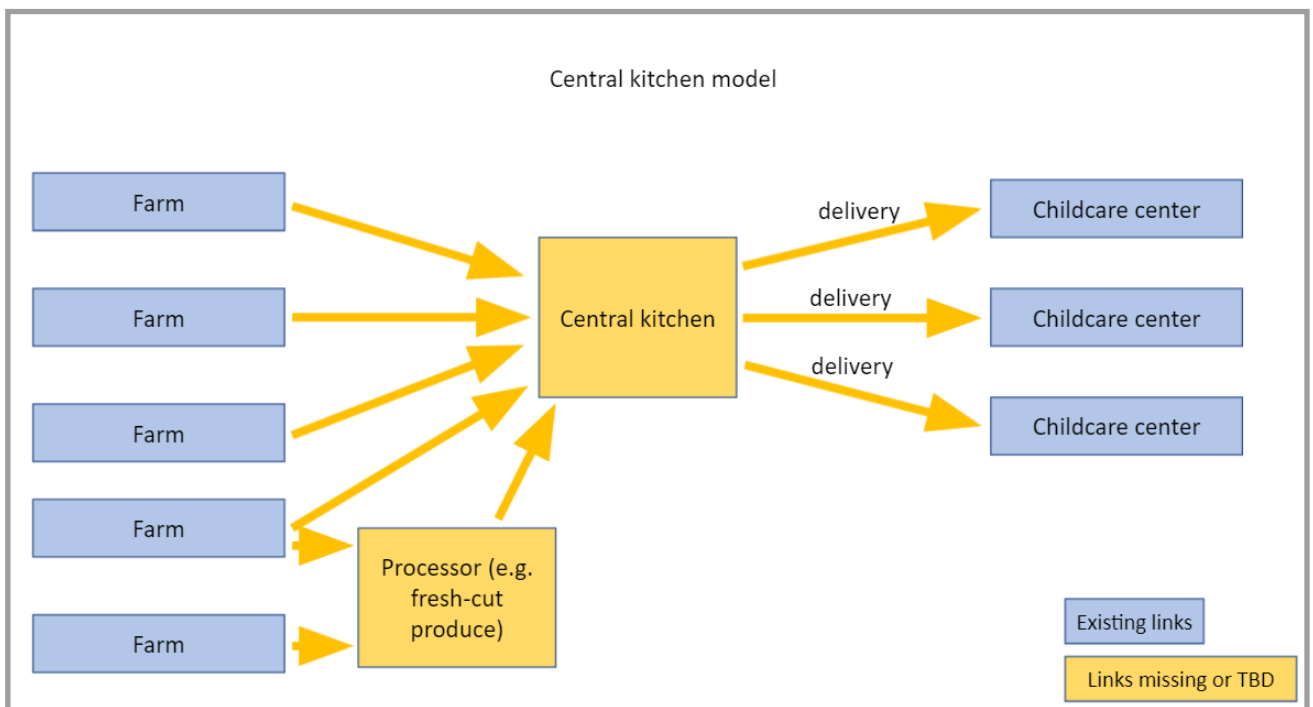 Central kitchen model
Farm
Farm
Farm
Farm
Farm
Processor (e.g.
fresh-cut
produce)
Central kitchen
delivery
delivery
delivery
Childcare center
Childcare center
Childcare center
Existing links
Links missing or TBD